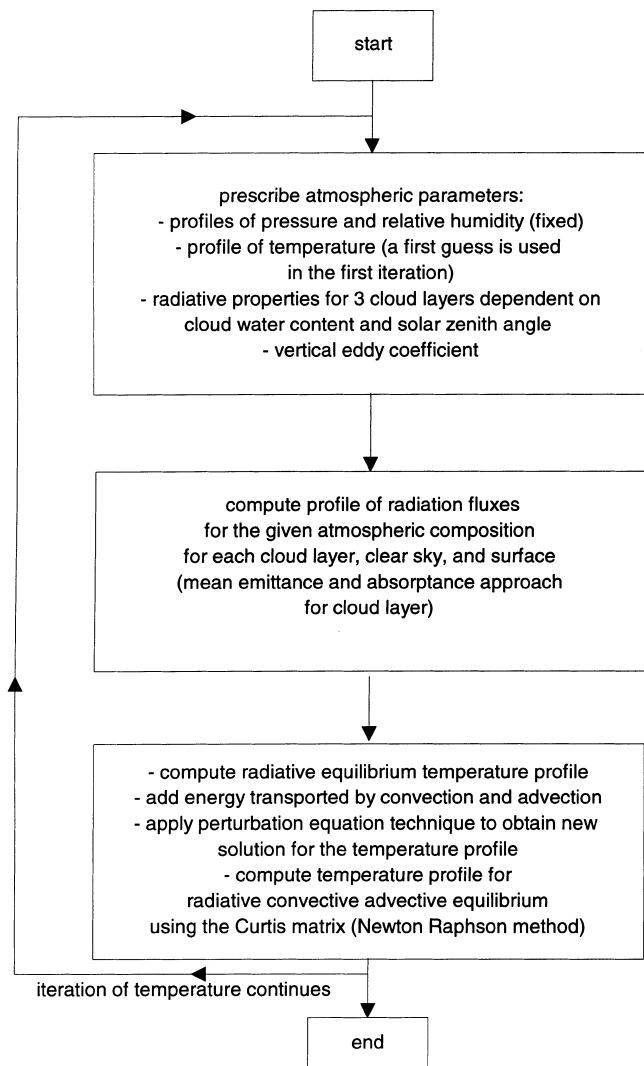 start
prescribe atmospheric parameters:
- profiles of pressure and relative humidity (fixed)
- profile of temperature (a first guess is used
in the first iteration)
- radiative properties for 3 cloud layers dependent on
cloud water content and solar zenith angle
- vertical eddy coefficient
compute profile of radiation fluxes
for the given atmospheric composition
for each cloud layer, clear sky, and surface
(mean emittance and absorptance approach
for cloud layer)
- compute radiative equilibrium temperature profile
- add energy transported by convection and advection
- apply perturbation equation technique to obtain new
solution for the temperature profile
- compute temperature profile for
radiative convective advective equilibrium
using the Curtis matrix (Newton Raphson method)
iteration of temperature continues
end